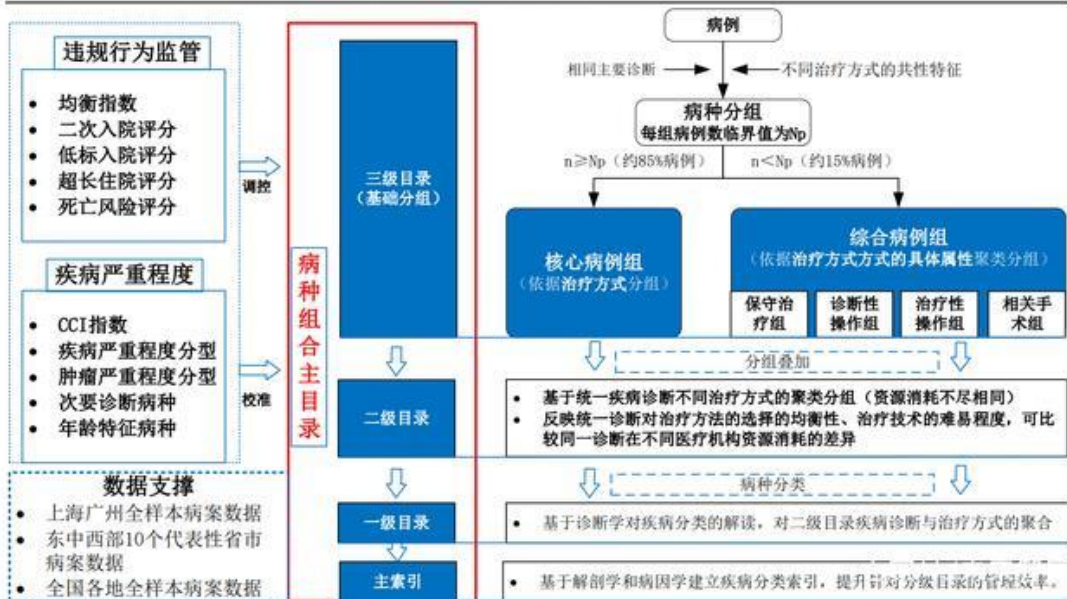 违规行为监管
• 均衡指数
• 二次入院评分
• 低标入院评分
• 超长住院评分
• 死亡风险评分
调控
疾病严重程度
• CCI指数
• 疾病严重程度分型
• 肿瘤严重程度分型
• 次要诊断病种
• 年龄特征病种
校准
数据支撑
• 上海广州全样本病案数据
• 东中西部10个代表性省市
病案数据
• 全国各地全样本病案数据
病种组合主目录
三级目录
（基础分组）
二级目录
一级目录
主索引
病例
相同主要诊断
不同治疗方式的共性特征
病种分组
每组病例数临界值为Np
n≥Np（约85%病例）
n<Np（约15%病例）
核心病例组
（依据治疗方式分组）
综合病例组
（依据治疗方式方式的具体属性聚类分组）
保守治
疗组
诊断性
操作组
治疗性
操作组
相关手
术组
分组叠加
• 基于统一疾病诊断不同治疗方式的聚类分组（资源消耗不尽相同）
• 反映统一诊断对治疗方法的选择的均衡性、治疗技术的难易程度，可比
较同一诊断在不同医疗机构资源消耗的差异
病种分类
• 基于诊断学对疾病分类的解读，对二级目录疾病诊断与治疗方式的聚合
• 基于解剖学和病因学建立疾病分类索引，提升针对分级目录的管理效率。